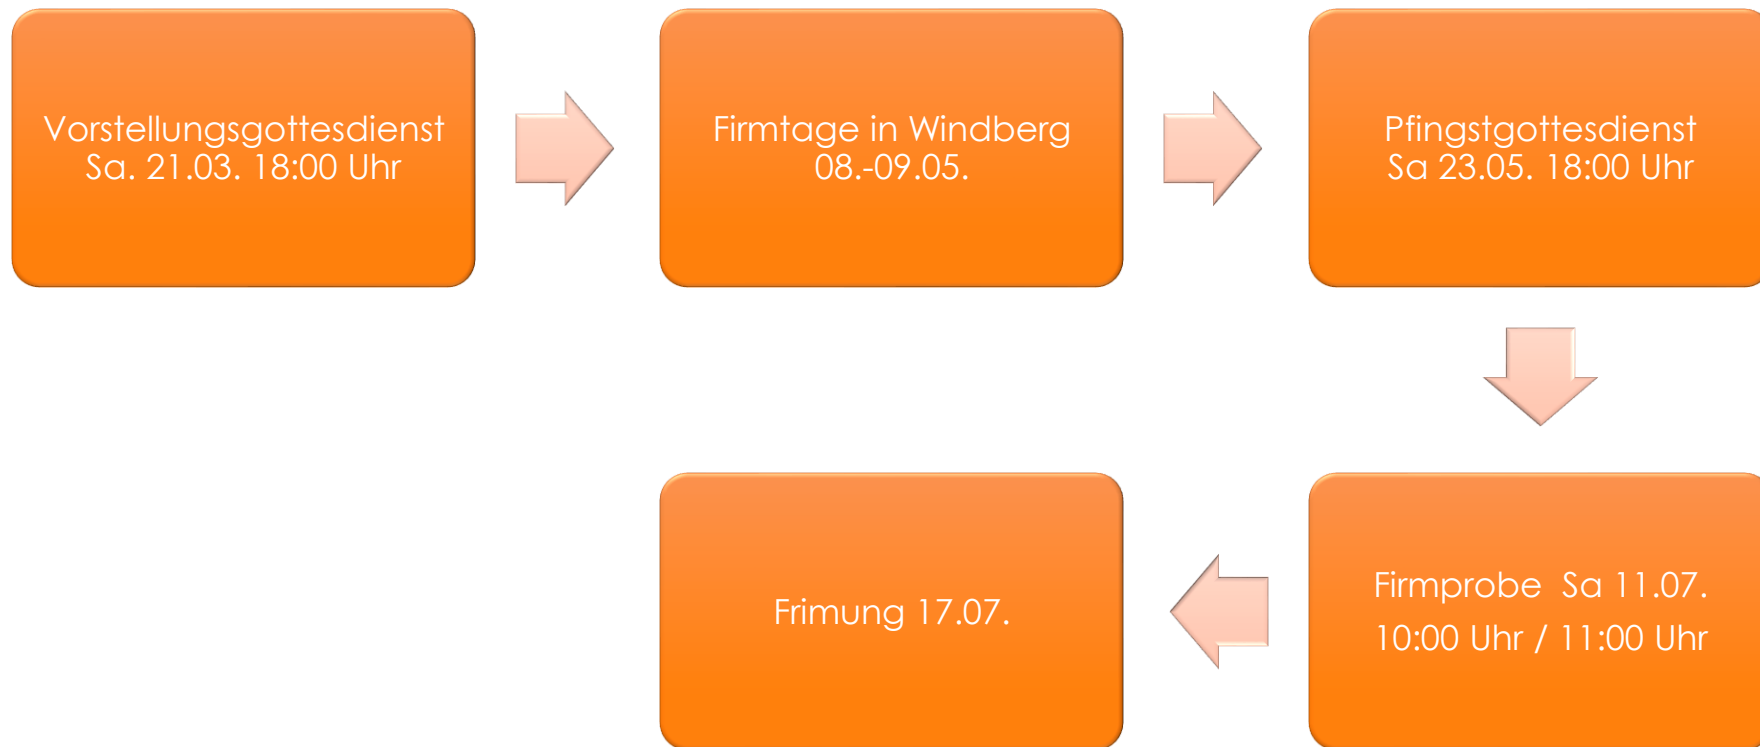 Vorstellungsgottesdienst
Sa. 21.03. 18:00 Uhr
Firmtage in Windberg
08.-09.05.
Pfingstgottesdienst
Sa 23.05. 18:00 Uhr
Firmprobe  Sa 11.07.
10:00 Uhr / 11:00 Uhr
Frimung 17.07.